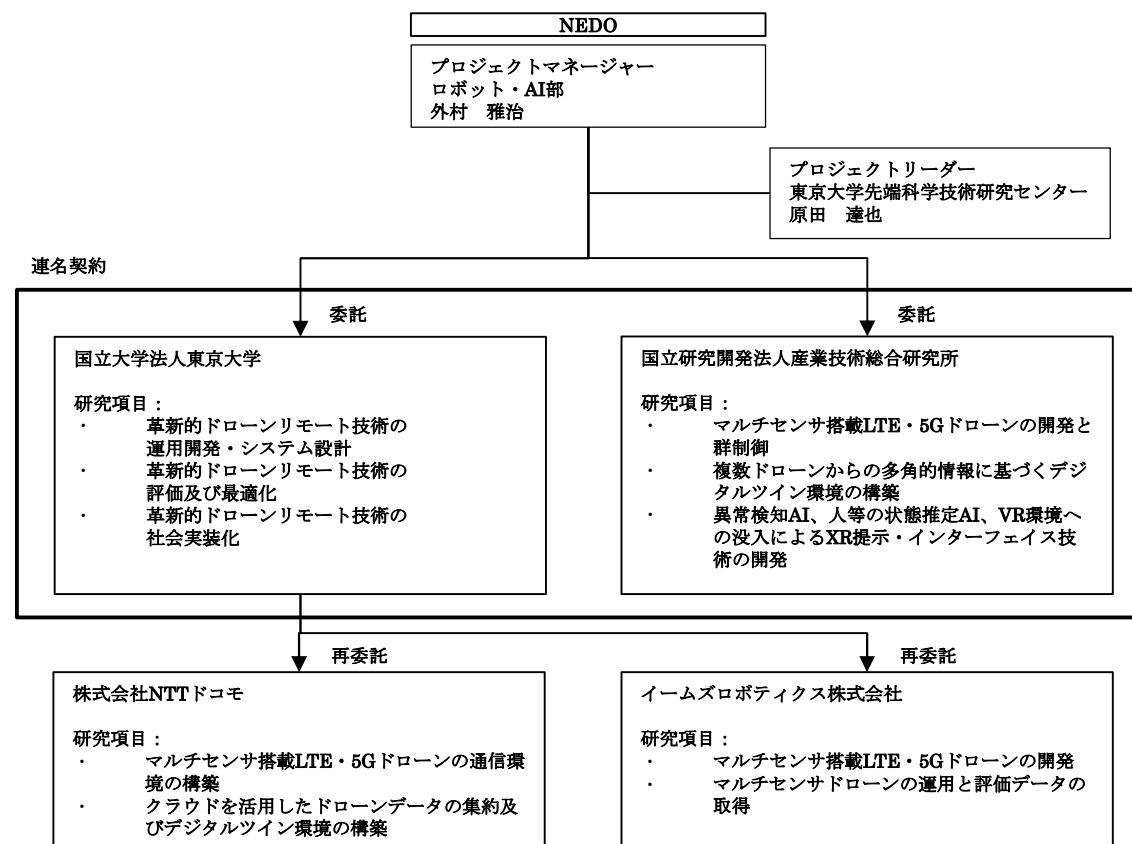 NEDO
プロジェクトマネージャー
ロボット・AI部
外村　雅治
プロジェクトリーダー
東京大学先端科学技術研究センター
原田　達也
連名契約
委託
国立大学法人東京大学
研究項目：
・　革新的ドローンリモート技術の
運用開発・システム設計
・　革新的ドローンリモート技術の
評価及び最適化
・　革新的ドローンリモート技術の
社会実装化
委託
国立研究開発法人産業技術総合研究所
研究項目：
・　マルチセンサ搭載LTE・5Gドローンの開発と
群制御
・　複数ドローンからの多角的情報に基づくデジ
タルツイン環境の構築
・　異常検知AI、人等の状態推定AI、VR環境へ
の没入によるXR提示・インターフェイス技
術の開発
再委託
株式会社NTTドコモ
研究項目：
・　マルチセンサ搭載LTE・5Gドローンの通信環
境の構築
・　クラウドを活用したドローンデータの集約及
びデジタルツイン環境の構築
再委託
イームズロボティクス株式会社
研究項目：
・　マルチセンサ搭載LTE・5Gドローンの開発
・　マルチセンサドローンの運用と評価データの
取得